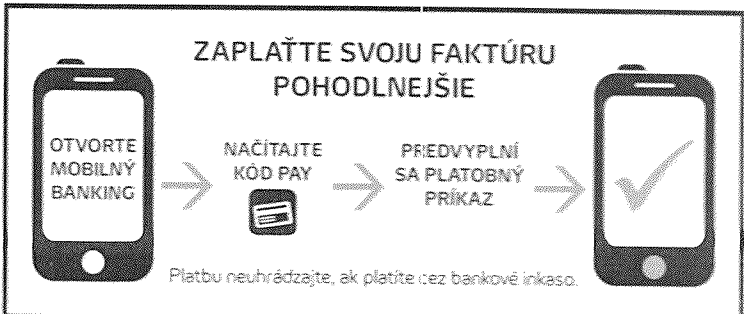 ZAPLAŤTE SVOJU FAKTÚRU
POHODLNEJŠIE
OTVORTE
MOBILNÝ
BANKING
NAČÍTAJTE
KÓD PAY
PREDVYPLNÍ
SA PLATOBNÝ
PRÍKAZ
Platbu neuhrádzajte, ak platíte cez bankové inkaso.